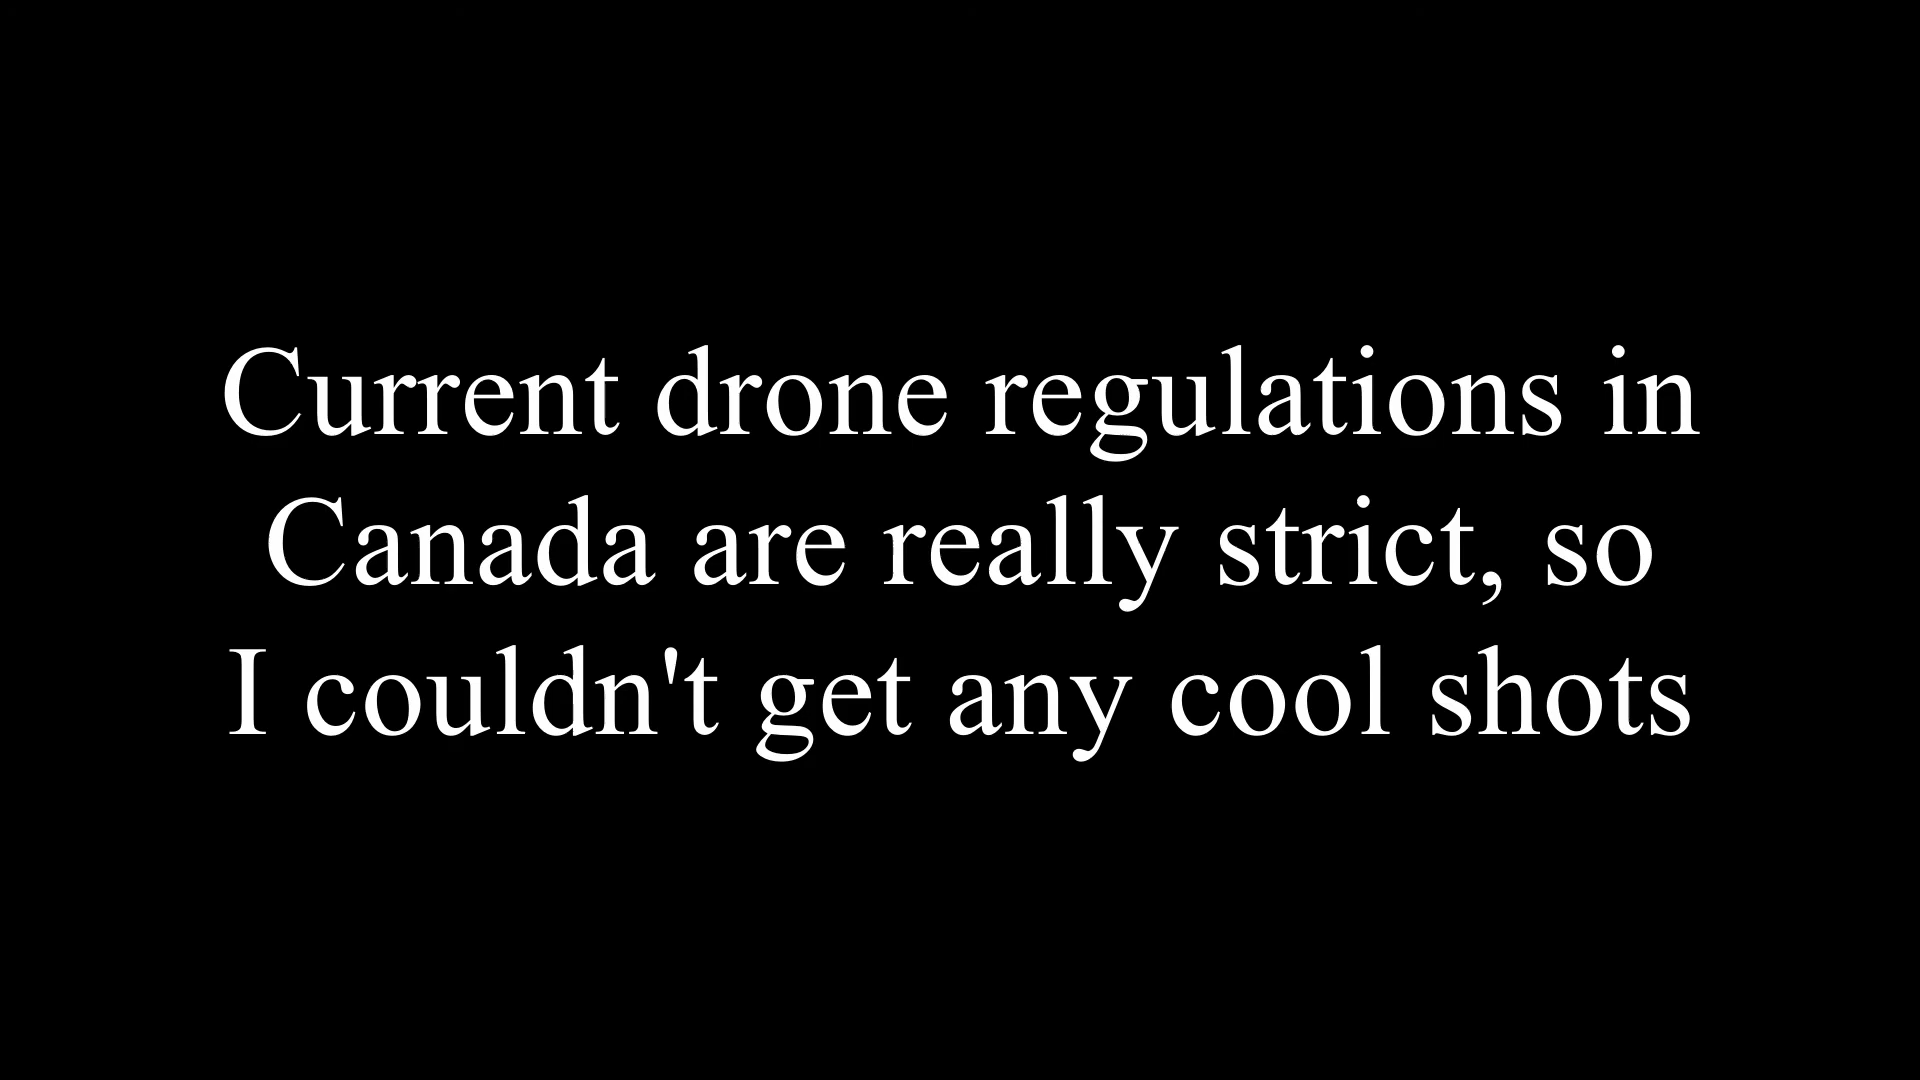 Current drone regulations in
Canada are really strict, so
I couldn't get any cool shots